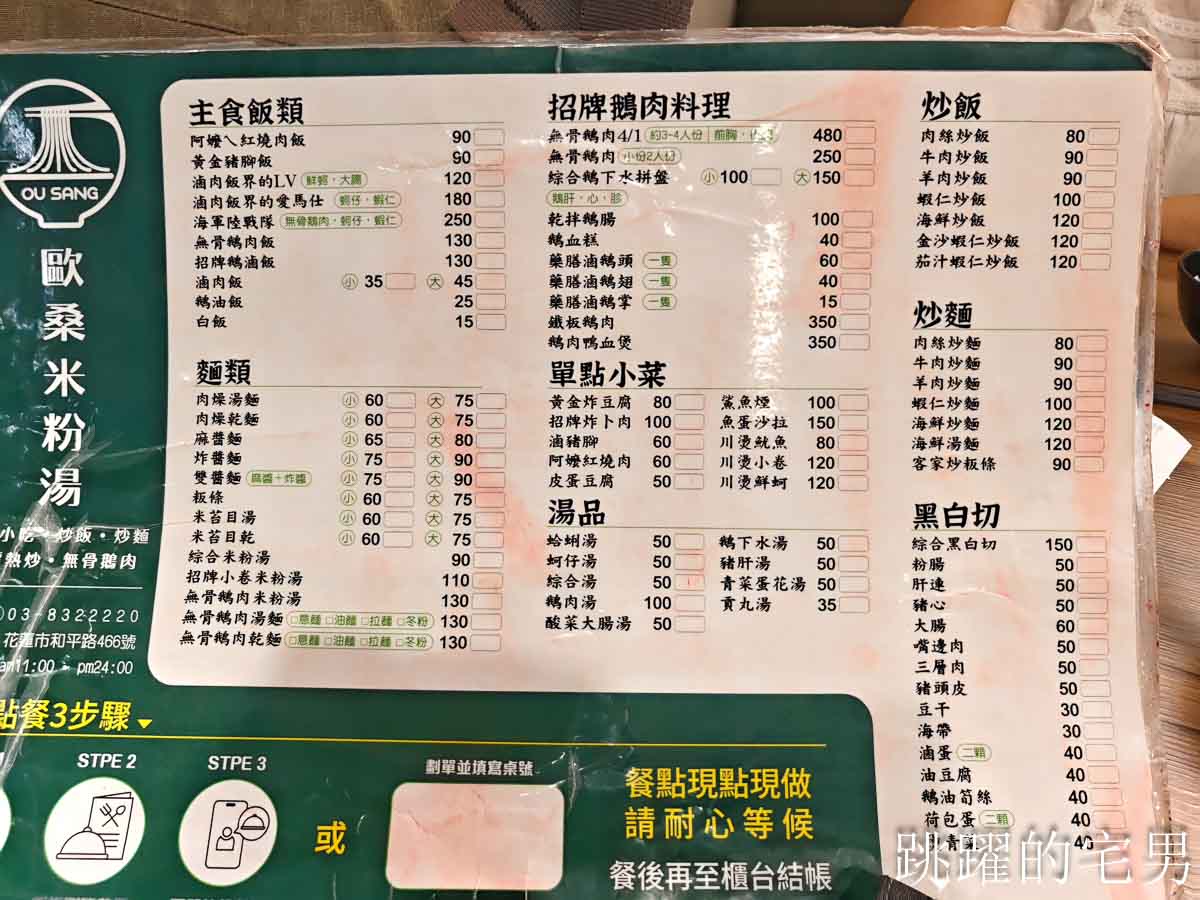 OU SANG
歐桑米粉湯
小吃·炒飯·炒麵
熱炒·無骨鵝肉
03-8322220
花蓮市和平路466號
am11:00 - pm24:00
主食飯類
阿嬤ㄟ紅燒肉飯 90
黃金豬腳飯 90
滷肉飯界的LV 鮮蚵,大腸 120
滷肉飯界的愛馬仕 蚵仔,蝦仁 180
海軍陸戰隊 無骨鵝肉,蚵仔,蝦仁 250
無骨鵝肉飯 130
招牌鵝滷飯 130
滷肉飯 小 35 大 45
鵝油飯 25
白飯 15
麵類
肉燥湯麵 小 60 大 75
肉燥乾麵 小 60 大 75
麻醬麵 小 65 大 80
炸醬麵 小 75 大 90
雙醬麵 麻醬+炸醬 小 75 大 90
粄條 小 60 大 75
米苔目湯 小 60 大 75
米苔目乾 小 60 大 75
綜合米粉湯 90
招牌小卷米粉湯 110
無骨鵝肉米粉湯 130
無骨鵝肉湯麵 □意麵 □油麵 □拉麵 □冬粉 130
無骨鵝肉乾麵 □意麵 □油麵 □拉麵 □冬粉 130
招牌鵝肉料理
無骨鵝肉4/1 約3-4人份 前胸, 480
無骨鵝肉 小份2人份 250
綜合鵝下水拼盤 小 100 大 150
鵝肝,心,胗
乾拌鵝腸 100
鵝血糕 40
藥膳滷鵝頭 一隻 60
藥膳滷鵝翅 一隻 40
藥膳滷鵝掌 一隻 15
鐵板鵝肉 350
鵝肉鴨血煲 350
單點小菜
黃金炸豆腐 80 鯊魚煙 100
招牌炸卜肉 100 魚蛋沙拉 150
滷豬腳 60 川燙魷魚 80
阿嬤紅燒肉 60 川燙小卷 120
皮蛋豆腐 50 川燙鮮蚵 120
湯品
蛤蜊湯 50 鵝下水湯 50
蚵仔湯 50 豬肝湯 50
綜合湯 50 青菜蛋花湯 50
鵝肉湯 100 貢丸湯 35
酸菜大腸湯 50
炒飯
肉絲炒飯 80
牛肉炒飯 90
羊肉炒飯 90
蝦仁炒飯 100
海鮮炒飯 120
金沙蝦仁炒飯 120
茄汁蝦仁炒飯 120
炒麵
肉絲炒麵 80
牛肉炒麵 90
羊肉炒麵 90
蝦仁炒麵 100
海鮮炒麵 120
海鮮湯麵 120
客家炒粄條 90
黑白切
綜合黑白切 150
粉腸 50
肝連 50
豬心 50
大腸 60
嘴邊肉 50
三層肉 50
豬頭皮 50
豆干 30
海帶 30
滷蛋 二顆 40
油豆腐 40
鵝油筍絲 40
荷包蛋 二顆 40
青菜 40
點餐3步驟
STPE 2
STPE 3
或
劃單並填寫桌號
餐點現點現做
請耐心等候
餐後再至櫃台結帳
跳躍的宅男